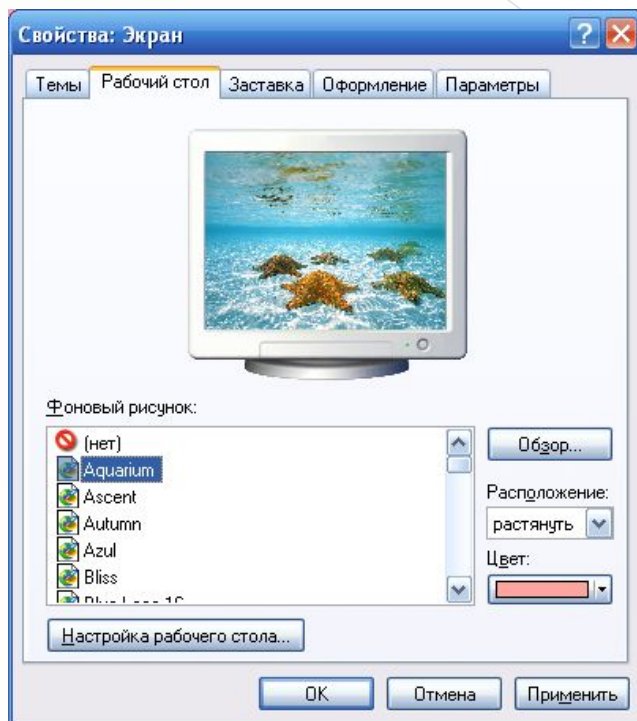 Свойства: Экран
Темы Рабочий стол Заставка Оформление Параметры
Фоновый рисунок:
(нет)
Aquarium
Ascent
Autumn
Azul
Bliss
Обзор...
Расположение:
растянуть
Цвет:
Настройка рабочего стола...
OK Отмена Применить